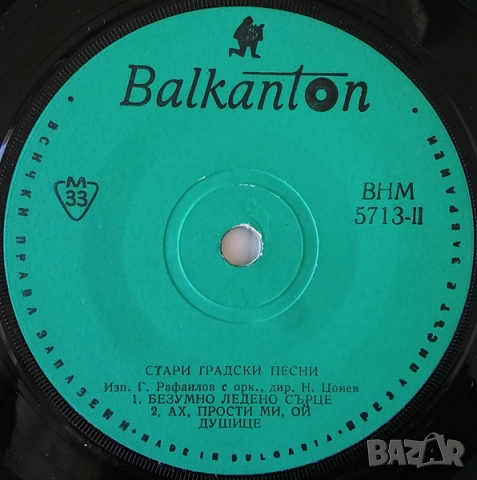 Balkanton
M
33
ВНМ
5713-II
СТАРИ ГРАДСКИ ПЕСНИ
Изп. Г. Рафаилов с орк., дир. Н. Цонев
1. БЕЗУМНО ЛЕДЕНО СЪРЦЕ
2. АХ, ПРОСТИ МИ, ОЙ
ДУШИЦЕ
ВСИЧКИ ПРАВА ЗАПАЗЕНИ • MADE IN BULGARIA • ПРЕЗАПИСЪТ Е ЗАБРАНЕН
BAZAR